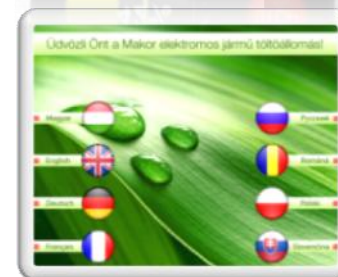 Üdvözli Önt a Makor elektromos jármű töltőállomás!
Magyar
Русский
English
Română
Deutsch
Polski
Français
Slovenčina